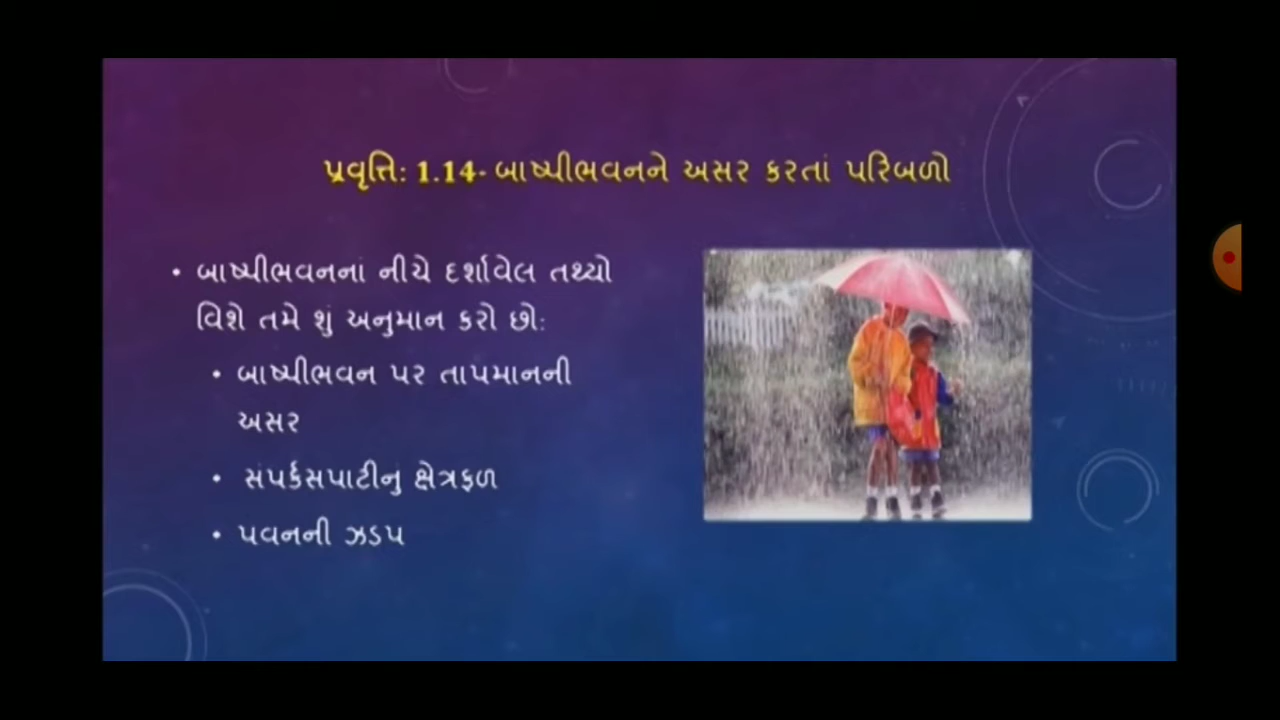 પ્રવૃત્તિ: 1.14- બાષ્પીભવનને અસર કરતાં પરિબળો
• બાષ્પીભવનનાં નીચે દર્શાવેલ તથ્યો
વિશે તમે શું અનુમાન કરો છો:
• બાષ્પીભવન પર તાપમાનની
અસર
• સંપર્કસપાટીનુ ક્ષેત્રફળ
• પવનની ઝડપ